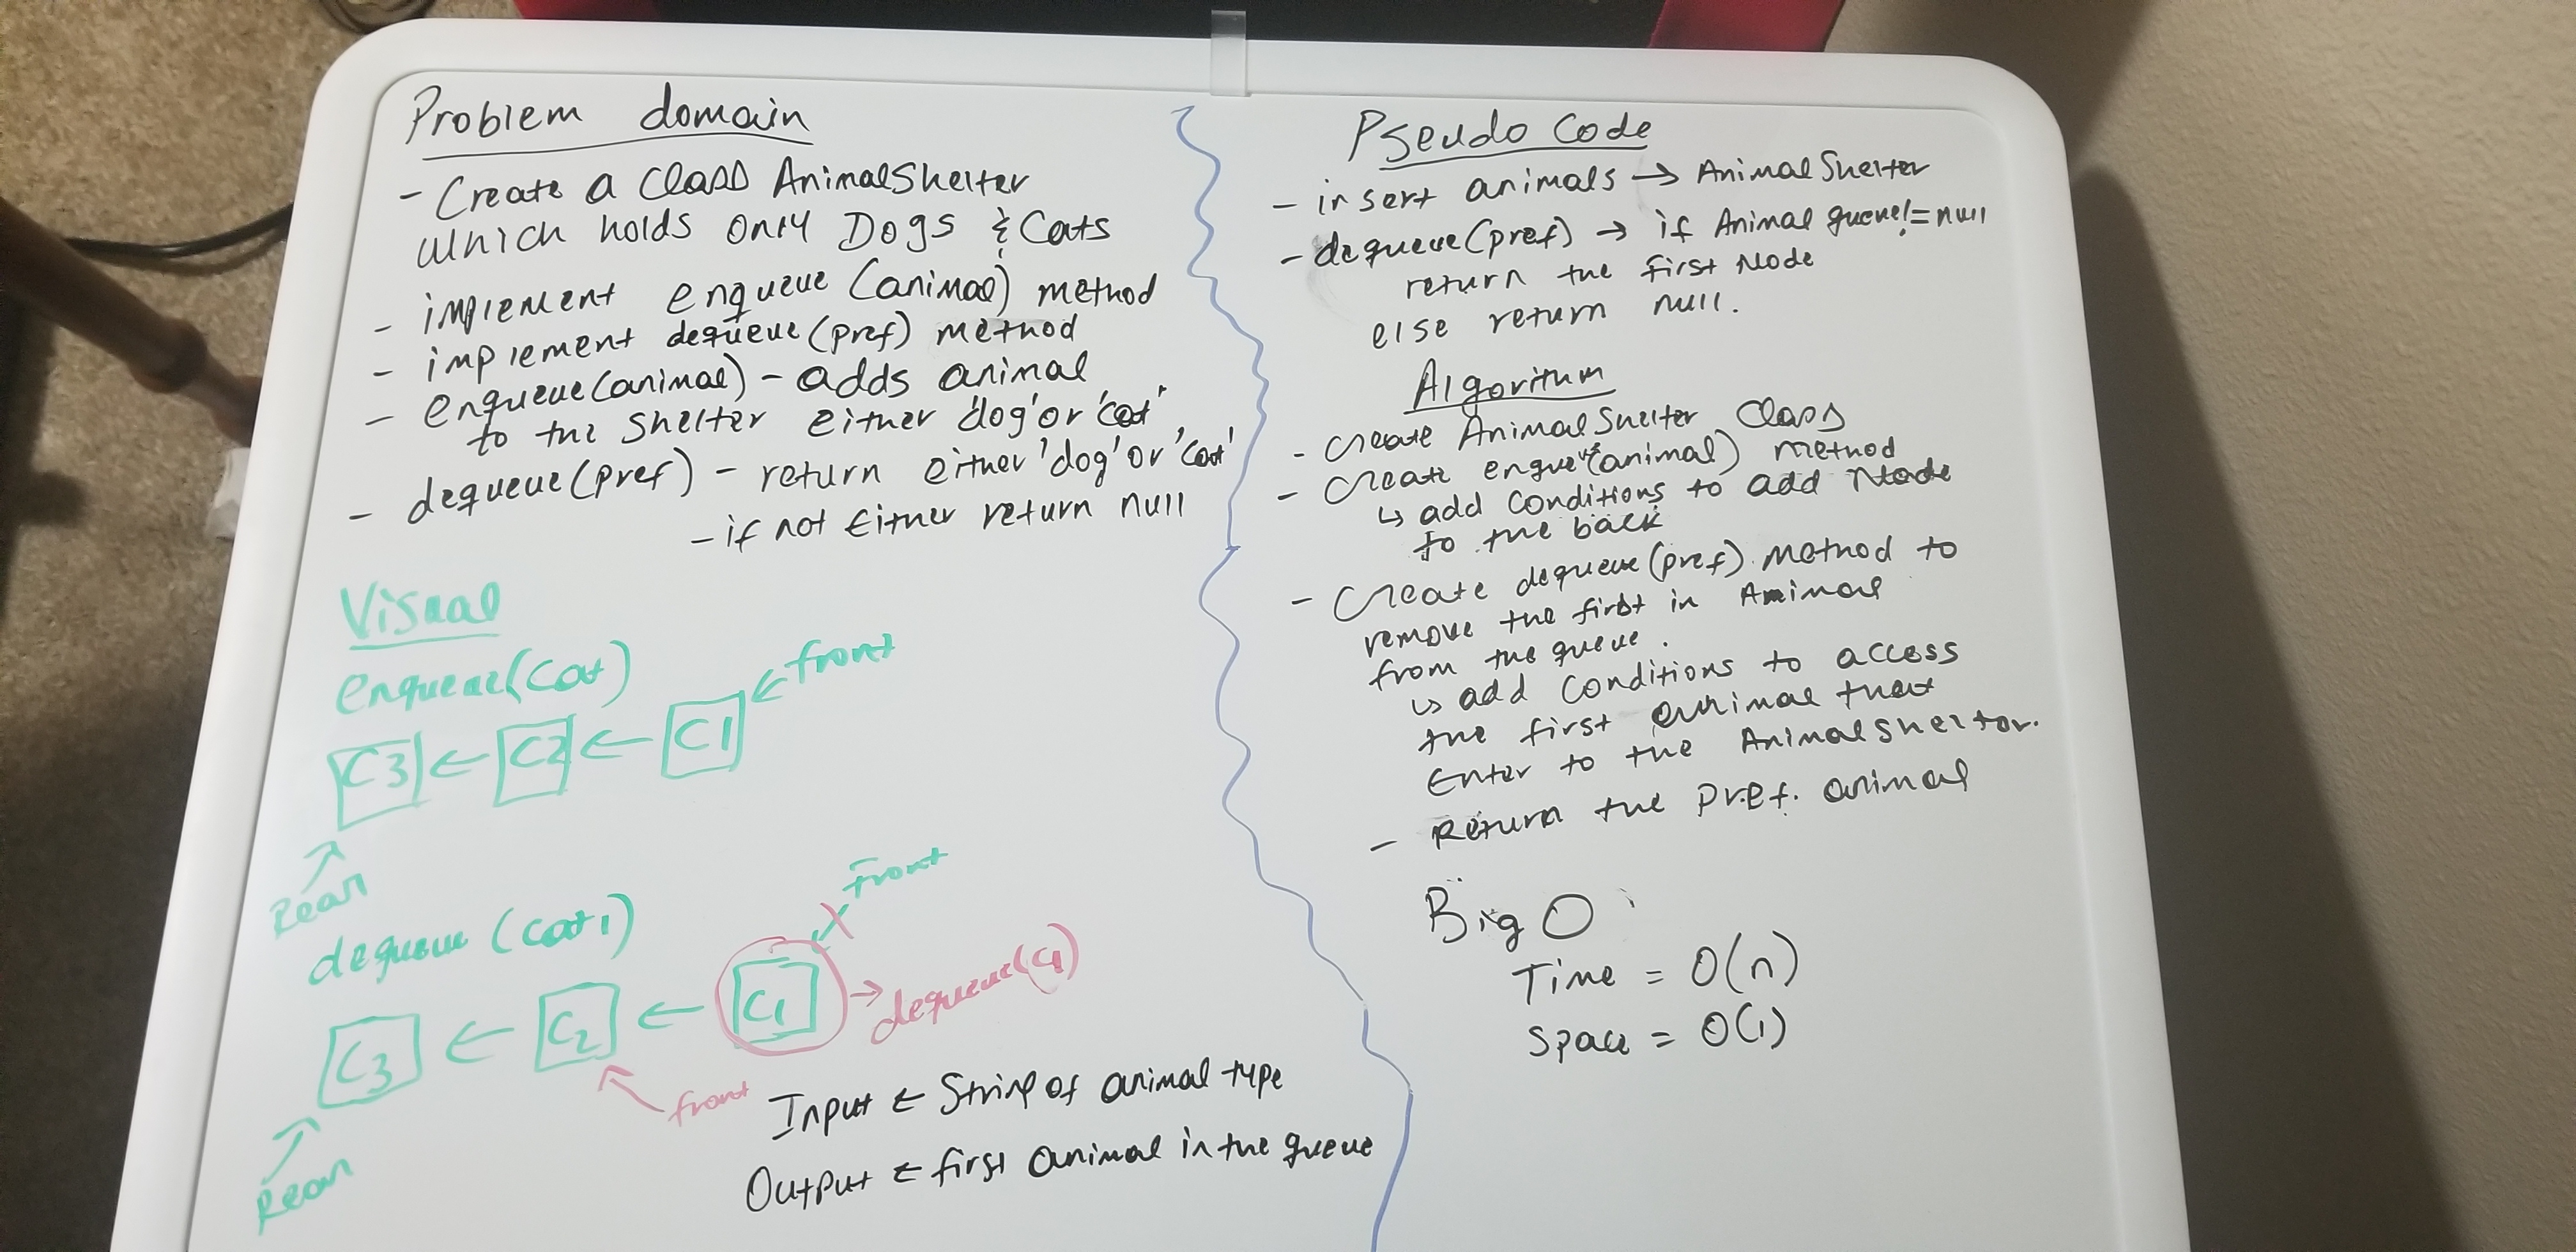 Problem domain
- Create a Class AnimalShelter
which holds only Dogs & Cats
- implement enqueue (animal) method
- implement dequeue (pref) method
- enqueue (animal) - adds animal
to the shelter either 'dog' or 'cat'
- dequeue (pref) - return either 'dog' or 'cat'
- if not either return null
Visual
enqueue (cat)
front
C3 ← C2 ← C1
Rear
dequeue (cat1)
Front
X
C3 ← C2 ← C1 → dequeue(C1)
front
Rear
Input ← String of animal type
Output ← first animal in the queue
Pseudo Code
- insert animals → AnimalShelter
- dequeue(pref) → if Animal queue != null
return the first Node
else return null.
Algorithm
- Create AnimalShelter Class
- Create enque(animal) method
↳ add conditions to add Node
to the back
- Create dequeue (pref) Method to
remove the first in Animal
from the queue.
↳ add conditions to access
the first animal that
Enter to the Animalshelter.
- Return the pref. animal
Big O
Time = O(n)
Space = O(1)